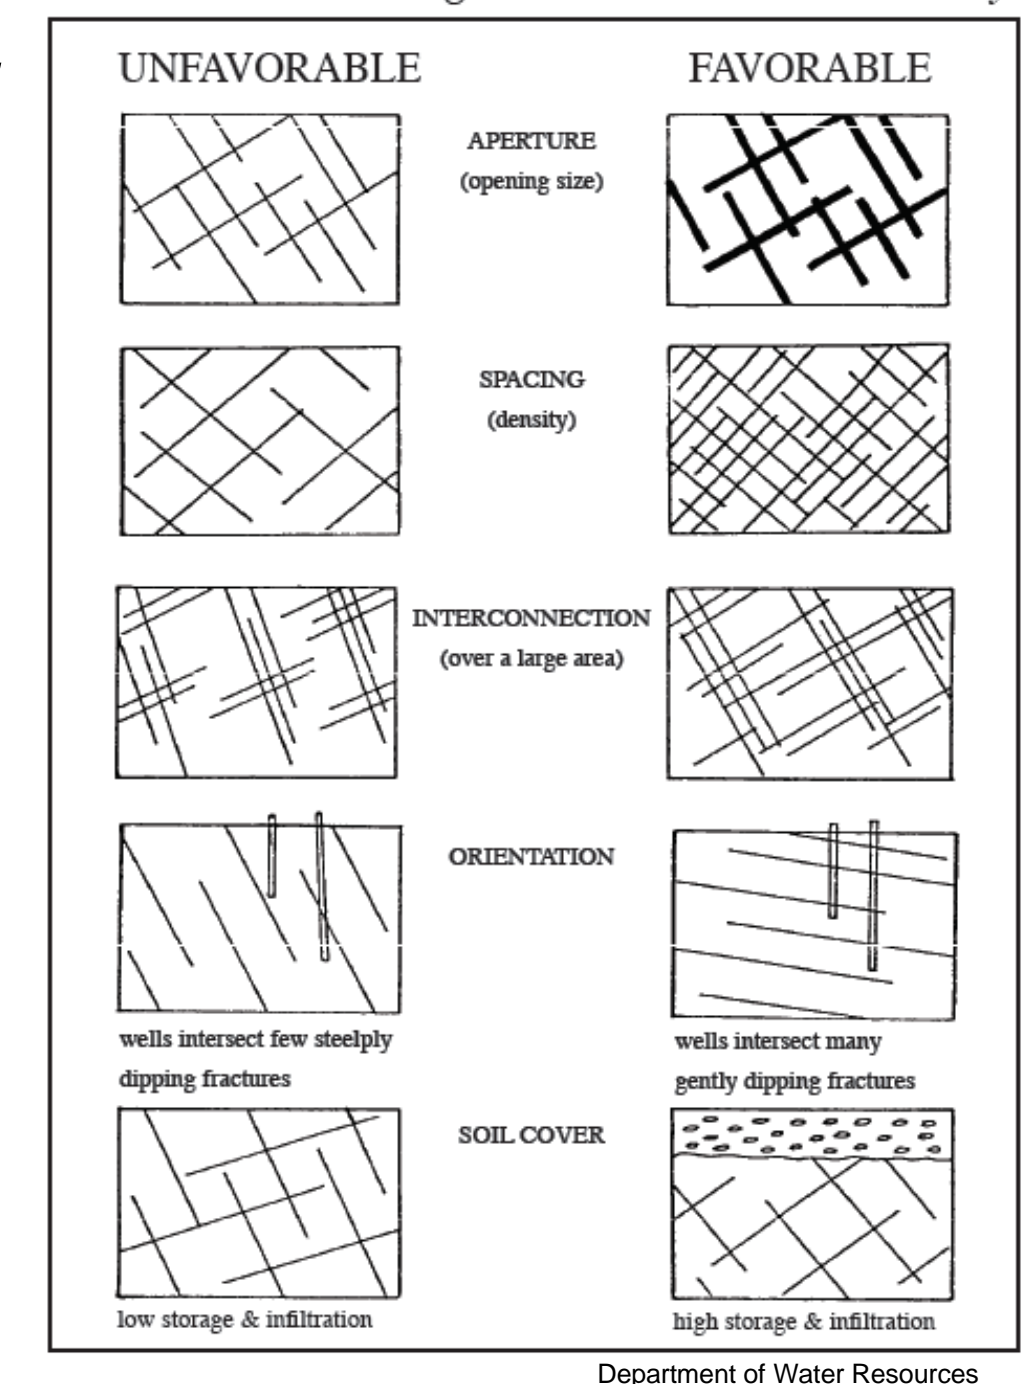 UNFAVORABLE FAVORABLE
APERTURE
(opening size)
SPACING
(density)
INTERCONNECTION
(over a large area)
ORIENTATION
wells intersect few steelply
dipping fractures
wells intersect many
gently dipping fractures
SOIL COVER
low storage & infiltration
high storage & infiltration
Department of Water Resources